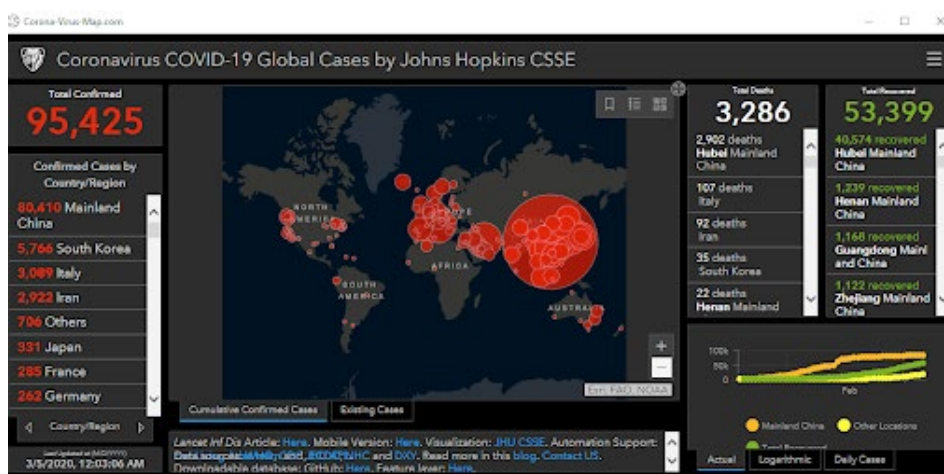 Corona-Virus-Map.com
Coronavirus COVID-19 Global Cases by Johns Hopkins CSSE
Total Confirmed
95,425
Confirmed Cases by
Country/Region
80,410 Mainland
China
5,766 South Korea
3,089 Italy
2,922 Iran
706 Others
331 Japan
285 France
262 Germany
Country/Region
Last Updated at (M/D/YYYY)
3/5/2020, 12:03:06 AM
NORTH
AMERICA
SOUTH
AMERICA
AFRICA
AUSTRALIA
Esri, FAO, NOAA
Cumulative Confirmed Cases
Existing Cases
Lancet Inf Dis Article: Here. Mobile Version: Here. Visualization: JHU CSSE. Automation Support:
and DXY. Read more in this blog. Contact US.
Downloadable database: GitHub: Here. Feature layer: Here.
Total Deaths
3,286
2,902 deaths
Hubei Mainland
China
107 deaths
Italy
92 deaths
Iran
35 deaths
South Korea
22 deaths
Henan Mainland
Total Recovered
53,399
40,574 recovered
Hubei Mainland
China
1,239 recovered
Henan Mainland
China
1,168 recovered
Guangdong Mainl
and China
1,122 recovered
Zhejiang Mainland
China
100k
50k
0
Feb
Mainland China
Other Locations
Total Recovered
Actual
Logarithmic
Daily Cases